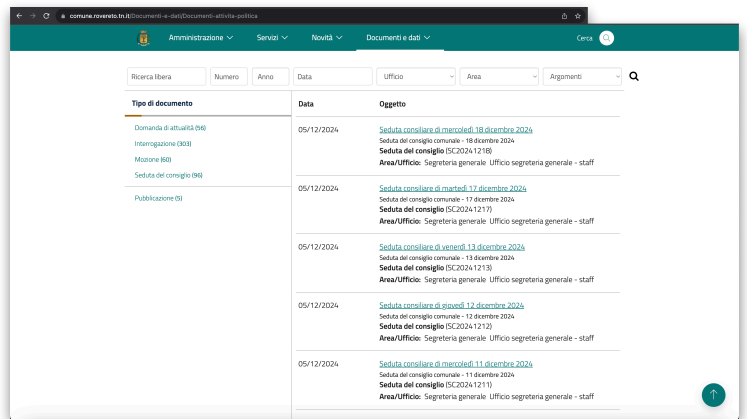 comune.rovereto.tn.it/Documenti-e-dati/Documenti-attivita-politica
Amministrazione Servizi Novità Documenti e dati Cerca
Ricerca libera Numero Anno Data Ufficio Area Argomenti
Tipo di documento
Domanda di attualità (56)
Interrogazione (303)
Mozione (60)
Seduta del consiglio (96)
Pubblicazione (5)
Data Oggetto
05/12/2024 Seduta consiliare di mercoledì 18 dicembre 2024
Seduta del consiglio comunale - 18 dicembre 2024
Seduta del consiglio (SC20241218)
Area/Ufficio: Segreteria generale Ufficio segreteria generale - staff
05/12/2024 Seduta consiliare di martedì 17 dicembre 2024
Seduta del consiglio comunale - 17 dicembre 2024
Seduta del consiglio (SC20241217)
Area/Ufficio: Segreteria generale Ufficio segreteria generale - staff
05/12/2024 Seduta consiliare di venerdì 13 dicembre 2024
Seduta del consiglio comunale - 13 dicembre 2024
Seduta del consiglio (SC20241213)
Area/Ufficio: Segreteria generale Ufficio segreteria generale - staff
05/12/2024 Seduta consiliare di giovedì 12 dicembre 2024
Seduta del consiglio comunale - 12 dicembre 2024
Seduta del consiglio (SC20241212)
Area/Ufficio: Segreteria generale Ufficio segreteria generale - staff
05/12/2024 Seduta consiliare di mercoledì 11 dicembre 2024
Seduta del consiglio comunale - 11 dicembre 2024
Seduta del consiglio (SC20241211)
Area/Ufficio: Segreteria generale Ufficio segreteria generale - staff